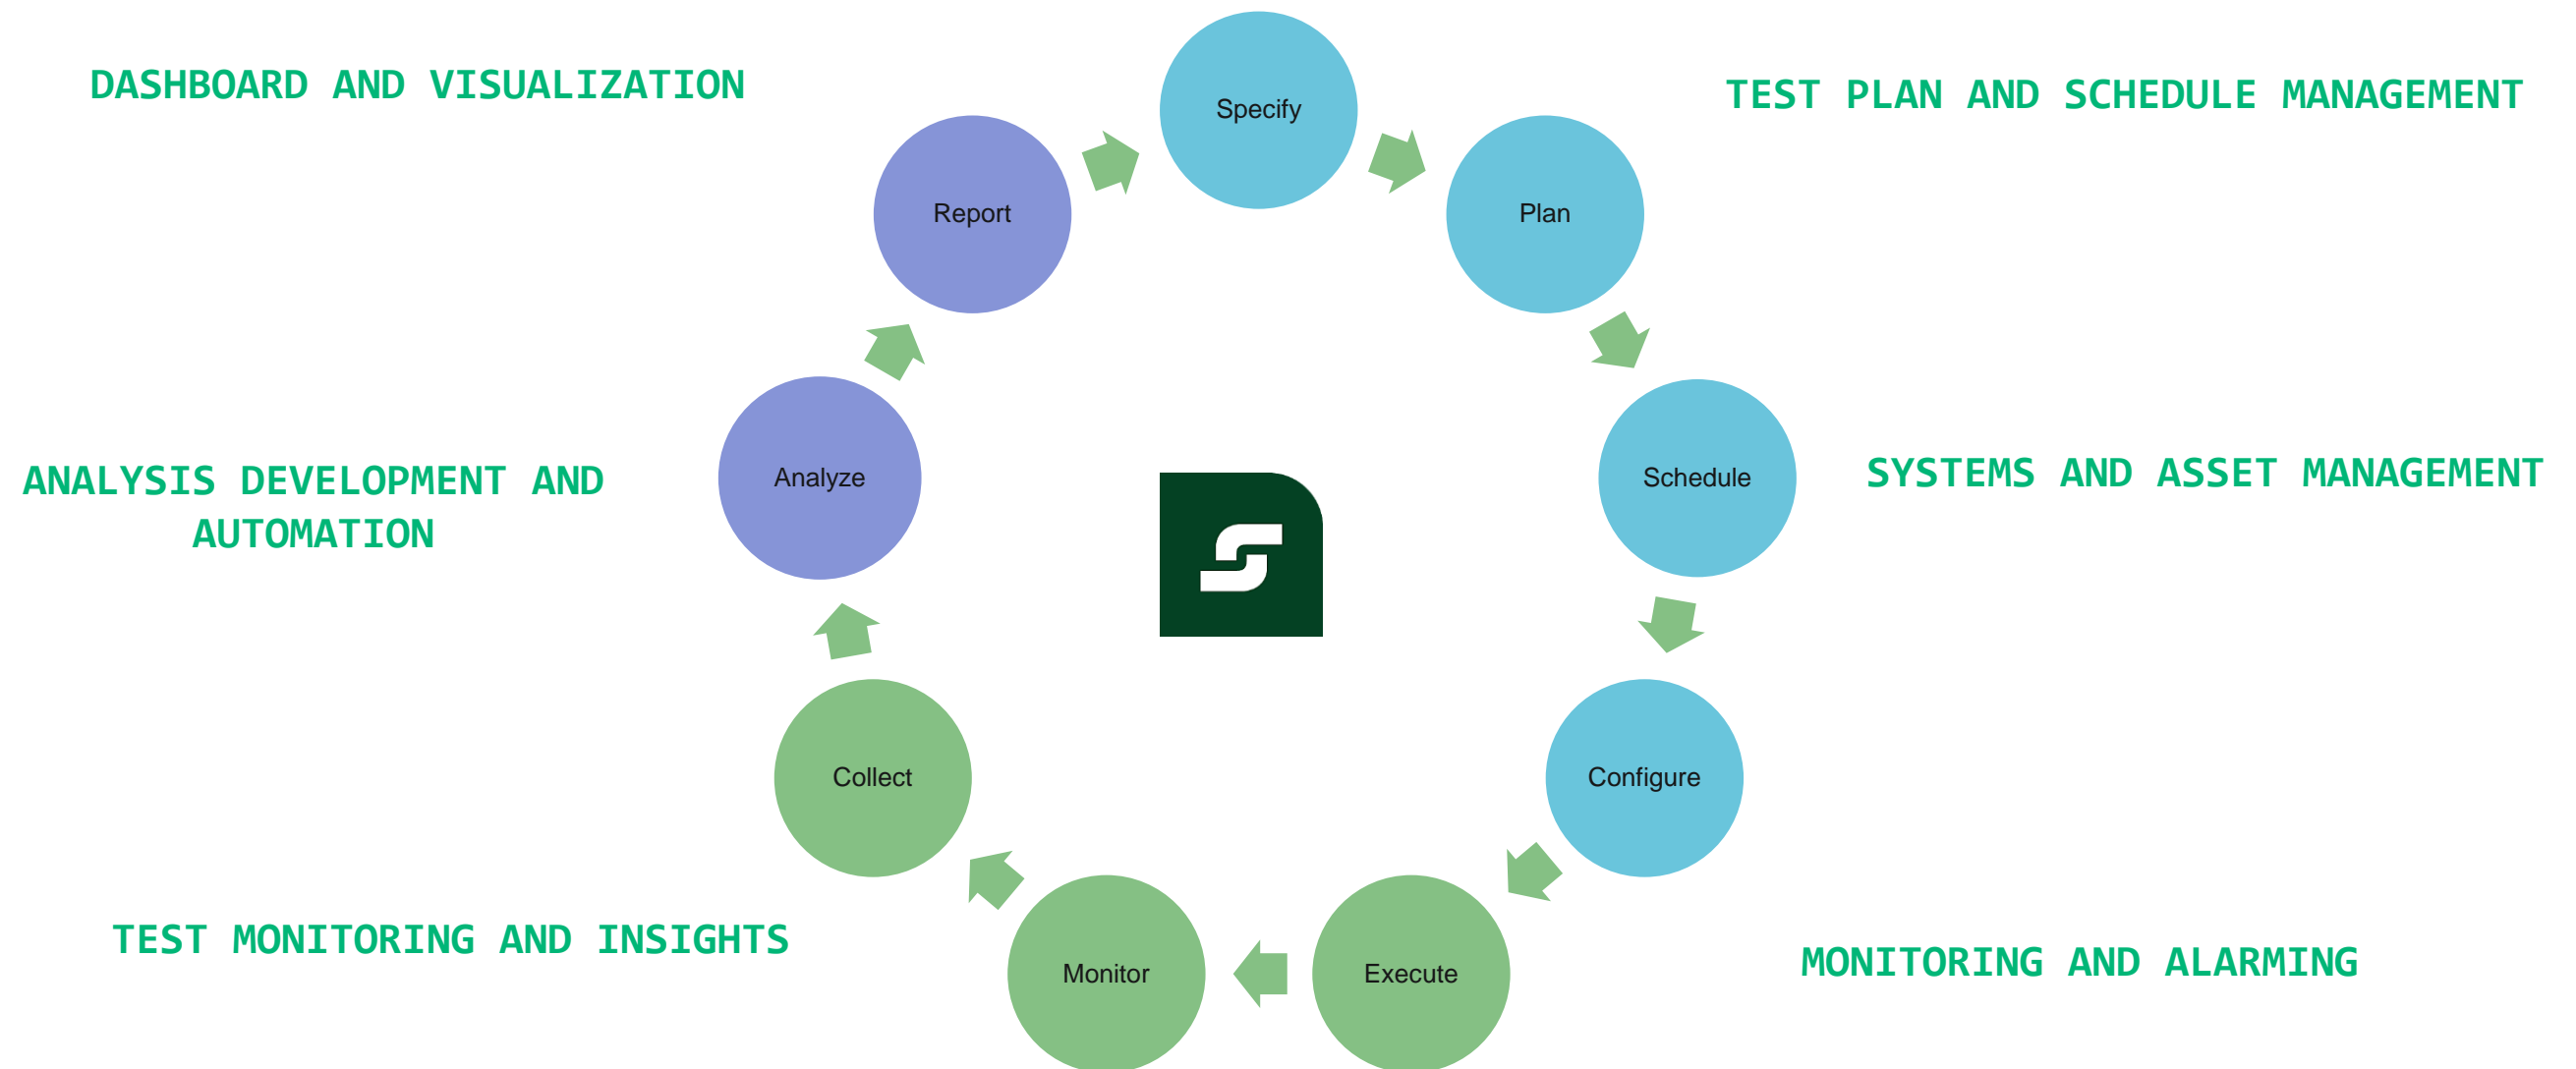 DASHBOARD AND VISUALIZATION
TEST PLAN AND SCHEDULE MANAGEMENT
Specify
Report
Plan
Analyze
Schedule
ANALYSIS DEVELOPMENT AND
AUTOMATION
SYSTEMS AND ASSET MANAGEMENT
Collect
Configure
TEST MONITORING AND INSIGHTS
Monitor
Execute
MONITORING AND ALARMING